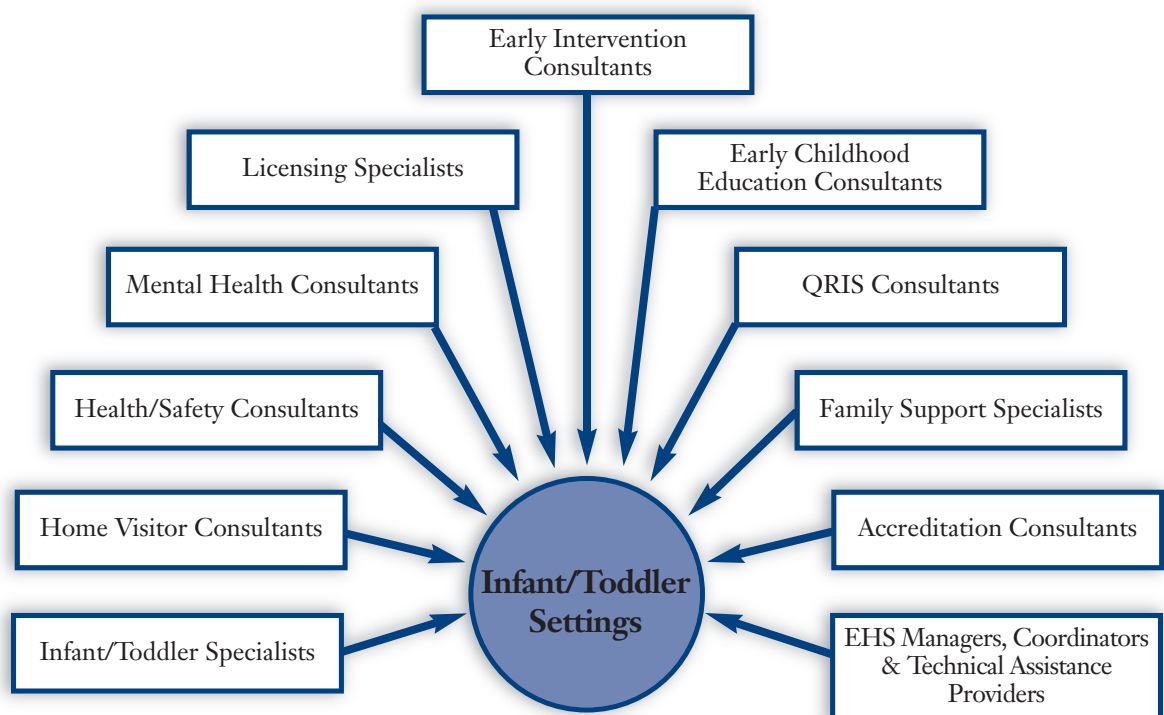 Early Intervention
Consultants
Licensing Specialists
Early Childhood
Education Consultants
Mental Health Consultants
QRIS Consultants
Health/Safety Consultants
Family Support Specialists
Home Visitor Consultants
Accreditation Consultants
Infant/Toddler
Settings
Infant/Toddler Specialists
EHS Managers, Coordinators
& Technical Assistance
Providers